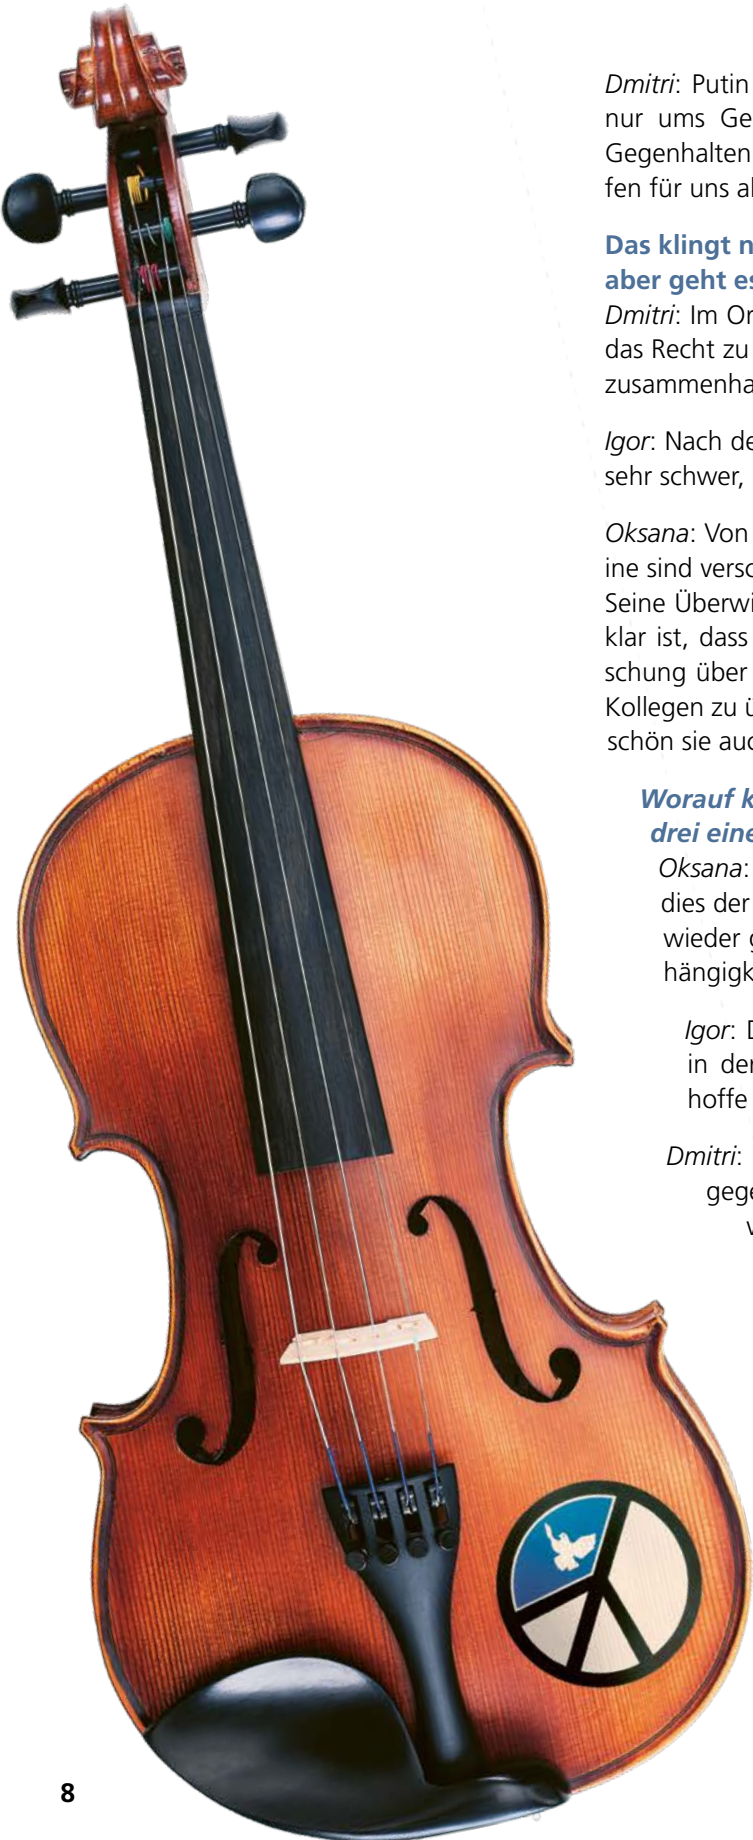 Dmitri: Putin
nur ums Ge
Gegenhalten
fen für uns al
Das klingt n
aber geht es
Dmitri: Im Or
das Recht zu
zusammenha
Igor: Nach de
sehr schwer,
Oksana: Von
ine sind versc
Seine Überwi
klar ist, dass
schung über
Kollegen zu ü
schön sie auc
Worauf k
drei eine
Oksana:
dies der
wieder g
hängigk
Igor: D
in der
hoffe
Dmitri:
gege
8